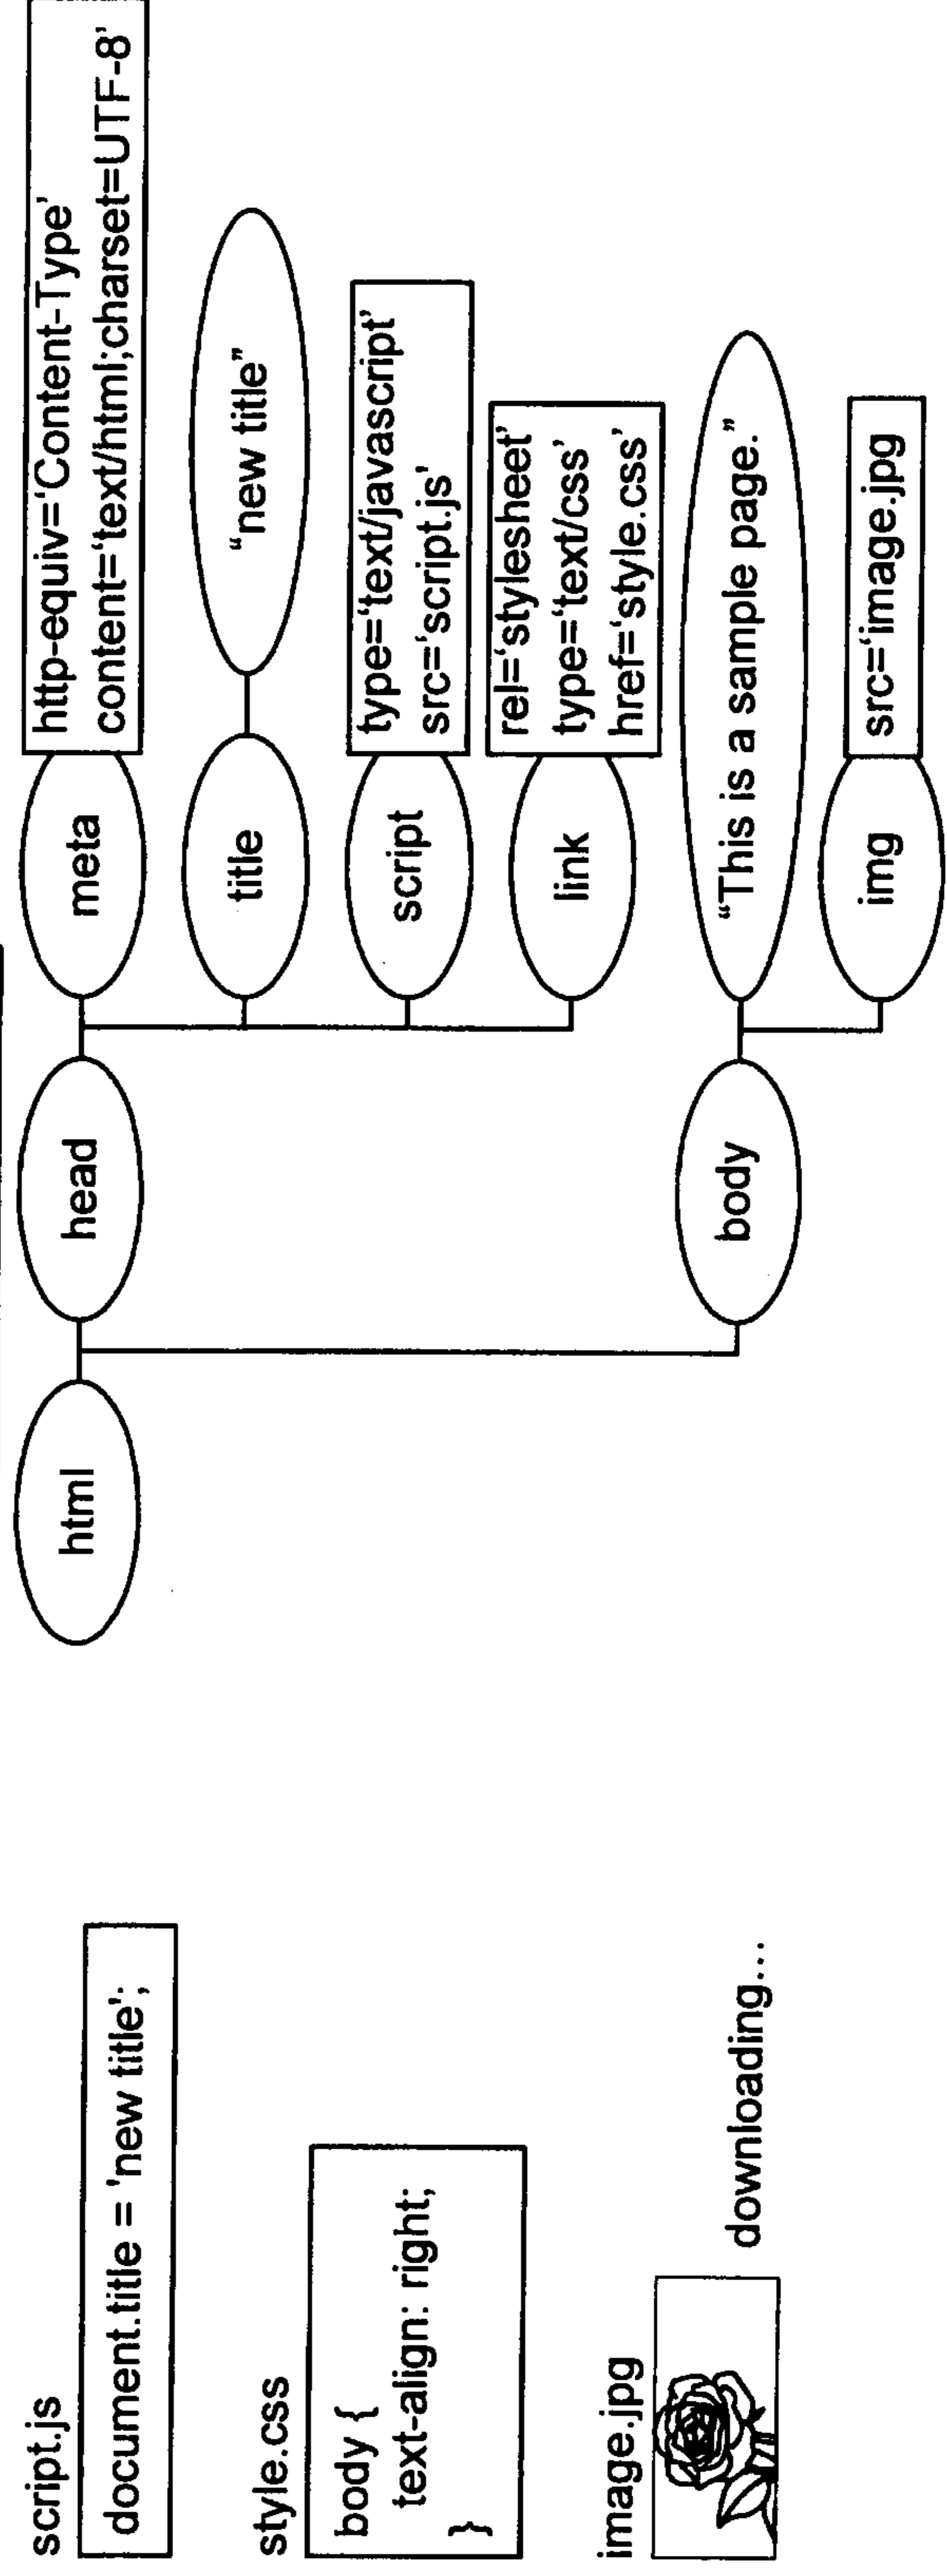 script.js
document.title = 'new title';
style.css
body {
text-align: right;
}
image.jpg
downloading...
html
head
meta
http-equiv=‘Content-Type’
content=‘text/html;charset=UTF-8’
title
“new title”
script
type=‘text/javascript’
src=‘script.js’
link
rel=‘stylesheet’
type=‘text/css’
href=‘style.css’
body
“This is a sample page.”
img
src=‘image.jpg